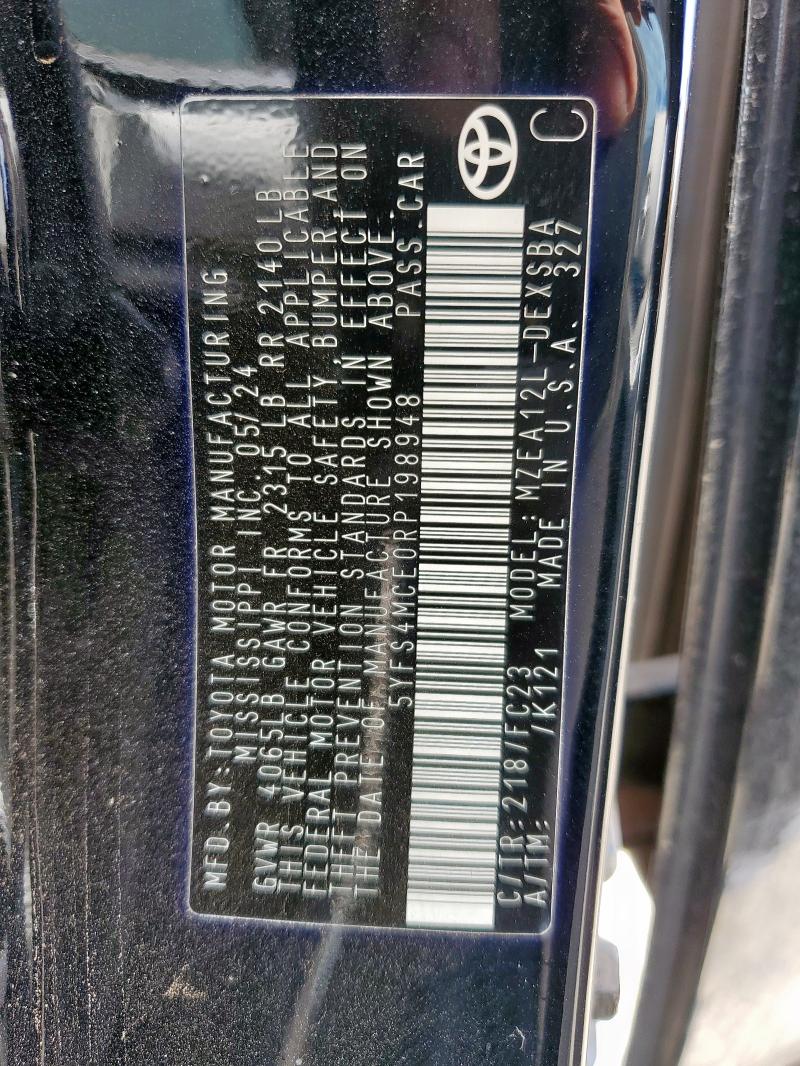 MFD.BY:TOYOTA MOTOR MANUFACTURING
MISSISSIPPI INC. 05/24
GVWR 4065LB GAWR FR 2315 LB RR 2140 LB
THIS VEHICLE CONFORMS TO ALL APPLICABLE
FEDERAL MOTOR VEHICLE SAFETY, BUMPER AND
THEFT PREVENTION STANDARDS IN EFFECT ON
THE DATE OF MANUFACTURE SHOWN ABOVE.
5YFS4MCE0RP198948 PASS.CAR
C/TR:218/FC23 MODEL:MZEA12L-DEXSBA
A/TM: /K121 MADE IN U.S.A. 327
C